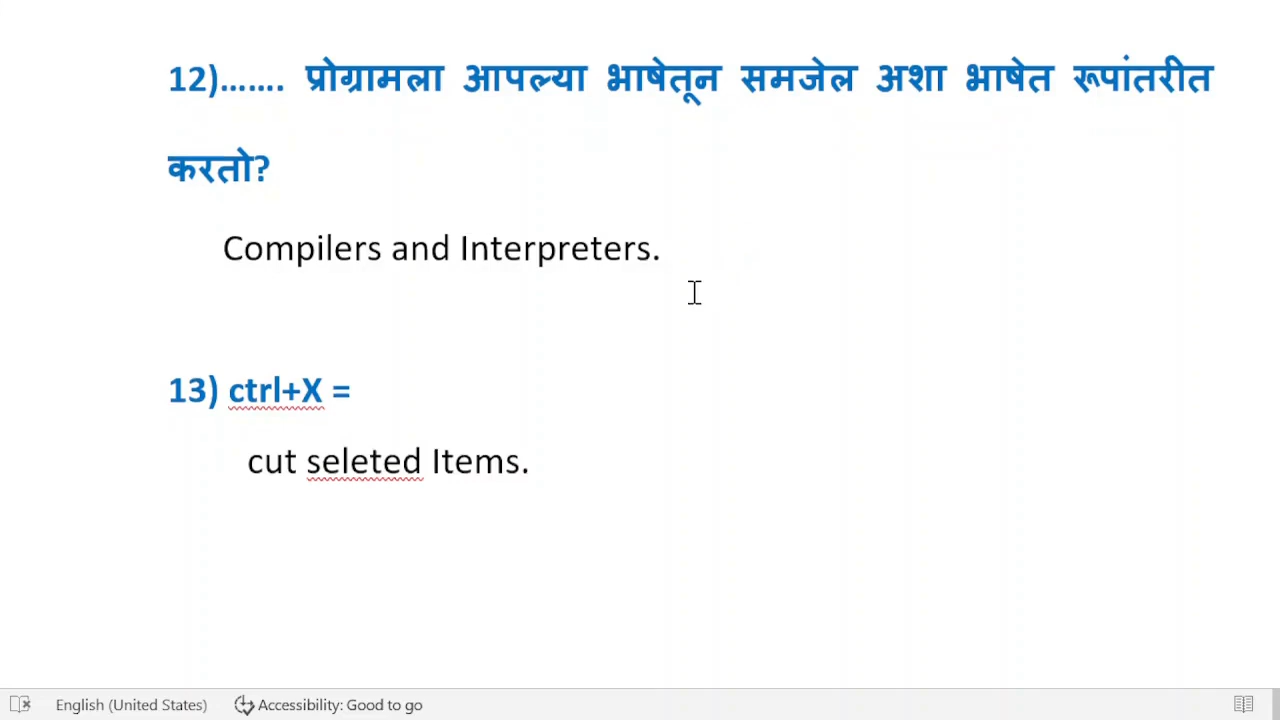 12)....... प्रोग्रामला आपल्या भाषेतून समजेल अशा भाषेत रूपांतरीत
करतो?
Compilers and Interpreters.
13) ctrl+X =
cut seleted Items.
English (United States) Accessibility: Good to go